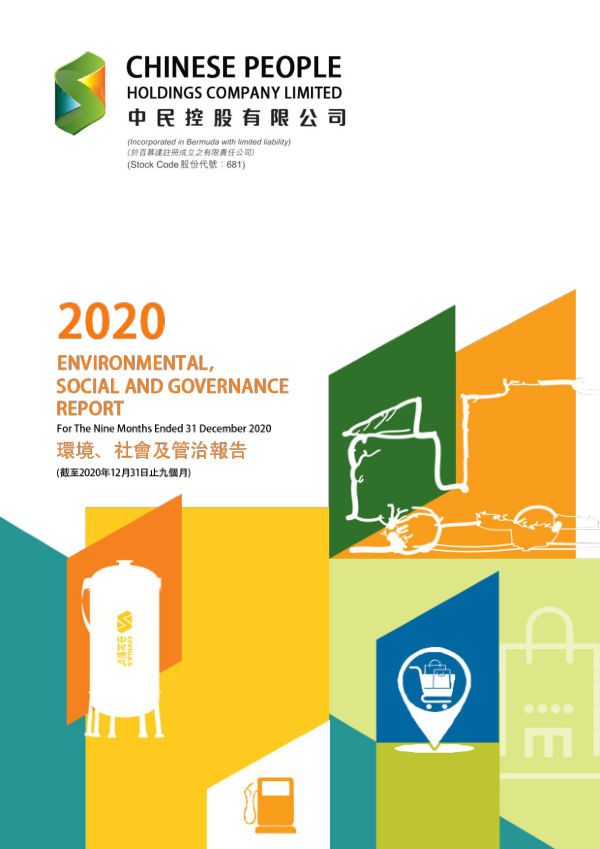 CHINESE PEOPLE
HOLDINGS COMPANY LIMITED
中民控股有限公司
(Incorporated in Bermuda with limited liability)
(於百慕達註冊成立之有限責任公司)
(Stock Code 股份代號：681)
2020
ENVIRONMENTAL,
SOCIAL AND GOVERNANCE
REPORT
For The Nine Months Ended 31 December 2020
環境、社會及管治報告
(截至2020年12月31日止九個月)